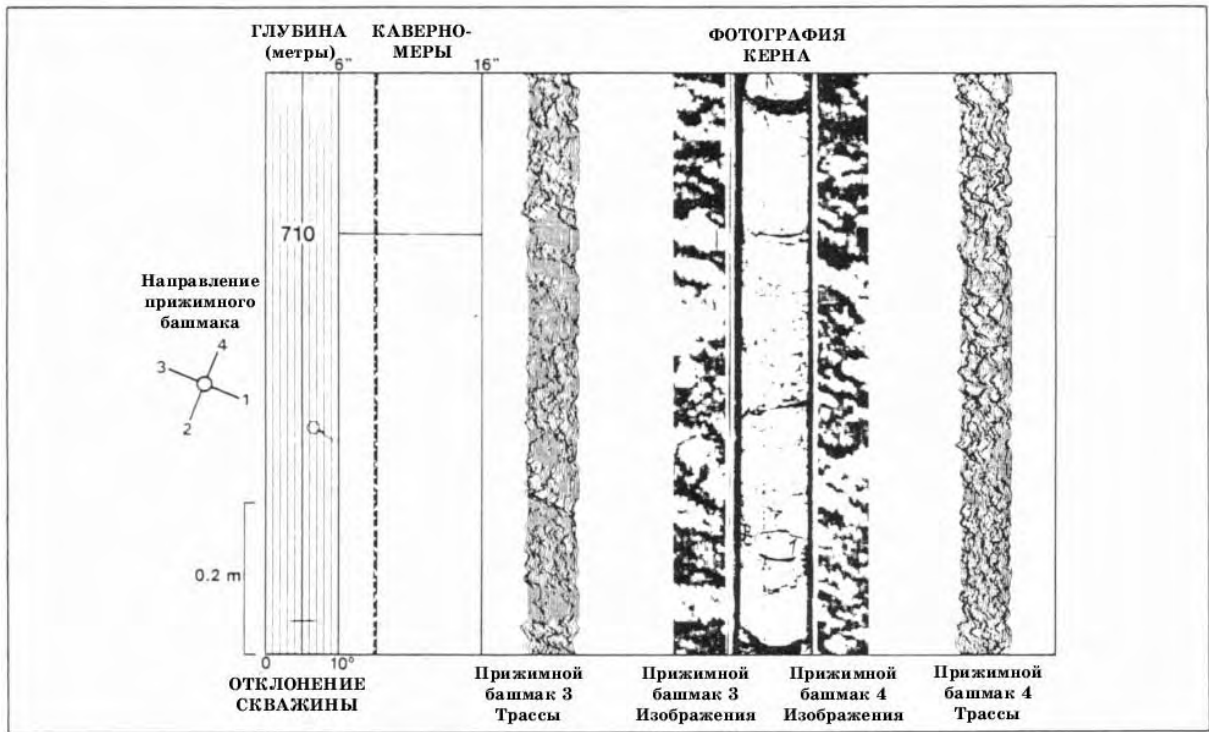 ГЛУБИНА
(метры)
КАВЕРНО-
МЕРЫ
ФОТОГРАФИЯ
КЕРНА
6"
16"
710
Направление
прижимного
башмака
4
3
1
2
0.2 m
0
10°
ОТКЛОНЕНИЕ
СКВАЖИНЫ
Прижимной
башмак 3
Трассы
Прижимной
башмак 3
Изображения
Прижимной
башмак 4
Изображения
Прижимной
башмак 4
Трассы